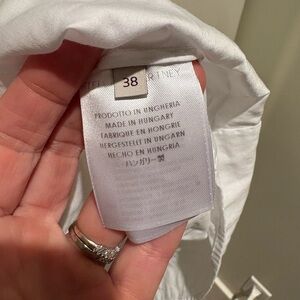 38 RTNEY
PRODOTTO IN UNGHERIA
MADE IN HUNGARY
FABRIQUE EN HONGRIE
HERGESTELLT IN UNGARN
HECHO EN HUNGRIA
ハンガリー製